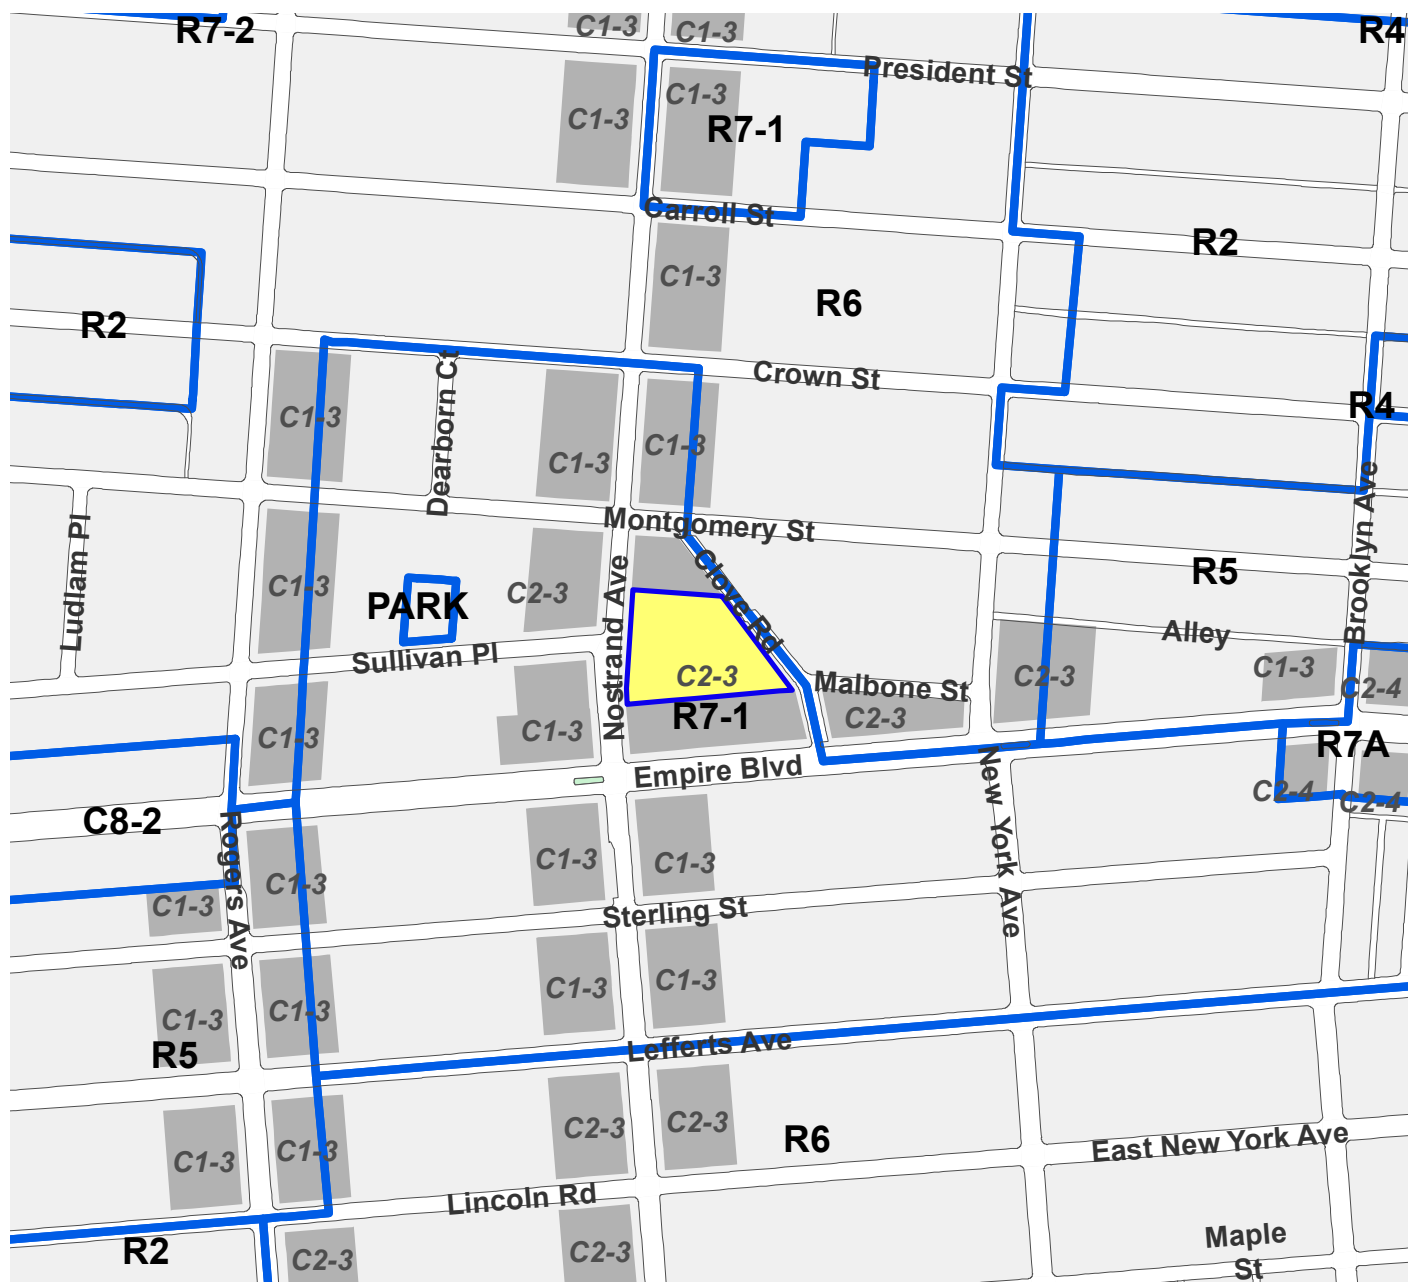 R7-2
C1-3
C1-3
R4
President St
C1-3
C1-3
R7-1
Carroll St
R2
C1-3
R6
R2
Crown St
Dearborn Ct
R4
C1-3
C1-3
C1-3
Montgomery St
Brooklyn Ave
Ludlam Pl
C1-3
PARK
C2-3
Nostrand Ave
Clove Rd
R5
Alley
Sullivan Pl
C2-3
Malbone St
C2-3
C1-3
C2-4
R7-1
C2-3
C1-3
C1-3
R7A
Empire Blvd
New York Ave
C2-4
C2-4
C8-2
Rogers Ave
C1-3
C1-3
C1-3
C1-3
Sterling St
C1-3
C1-3
C1-3
C1-3
R5
Lefferts Ave
C2-3
C2-3
R6
East New York Ave
C1-3
C1-3
Lincoln Rd
R2
C2-3
C2-3
Maple
St